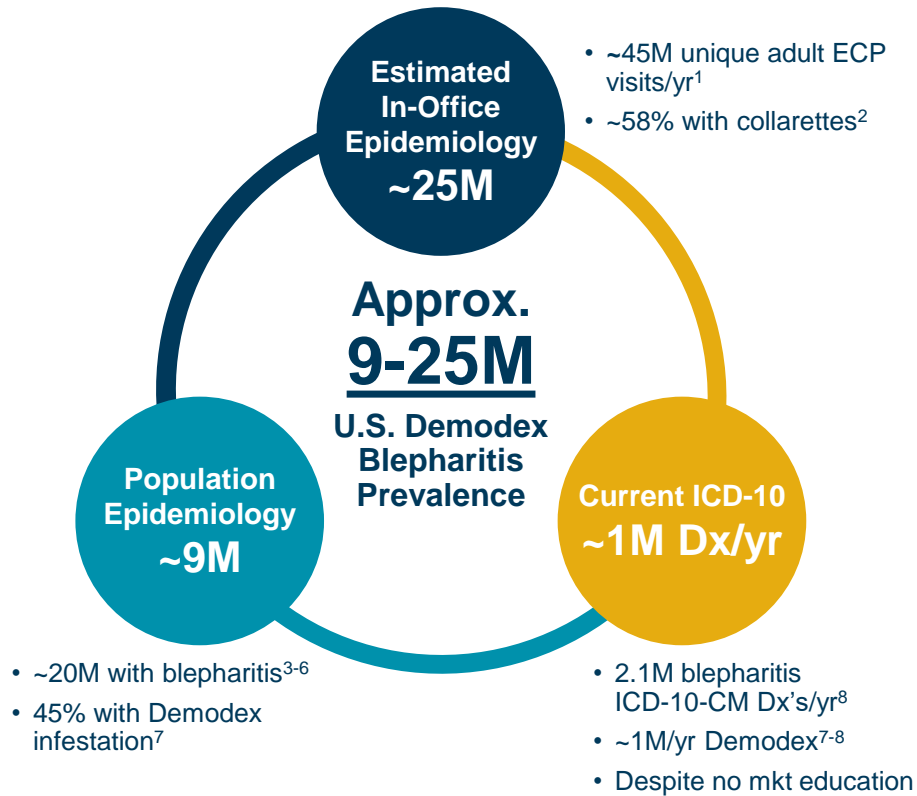 Estimated
In-Office
Epidemiology
~25M
• ~45M unique adult ECP
visits/yr1
• ~58% with collarettes2
Approx.
9-25M
U.S. Demodex
Blepharitis
Prevalence
Population
Epidemiology
~9M
Current ICD-10
~1M Dx/yr
• ~20M with blepharitis3-6
• 45% with Demodex
infestation7
• 2.1M blepharitis
ICD-10-CM Dx's/yr8
• ~1M/yr Demodex7-8
• Despite no mkt education